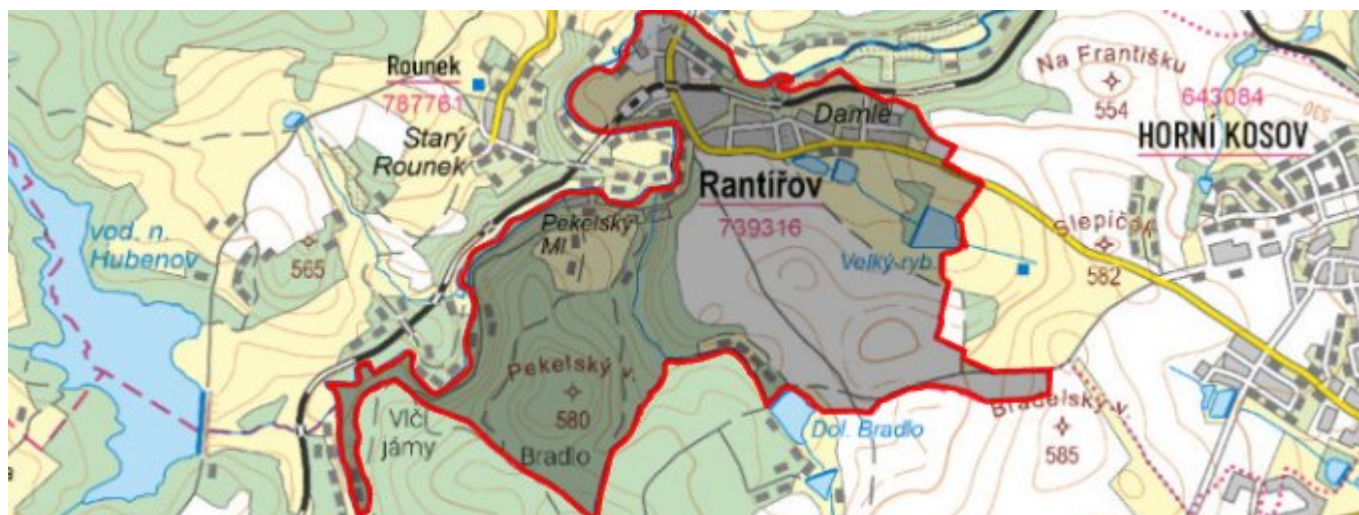 Rounek
787761
Starý
Rounek
vod. n.
Hubenov
565
Pekelský
Ml.
Damle
Rantířov
739316
Velký ryb.
Na Františku
554
643084
HORNÍ KOSOV
530
582
Pekelský v.
580
Vlčí
jámy
Bradlo
Dol. Bradlo
Bradelský v.
585